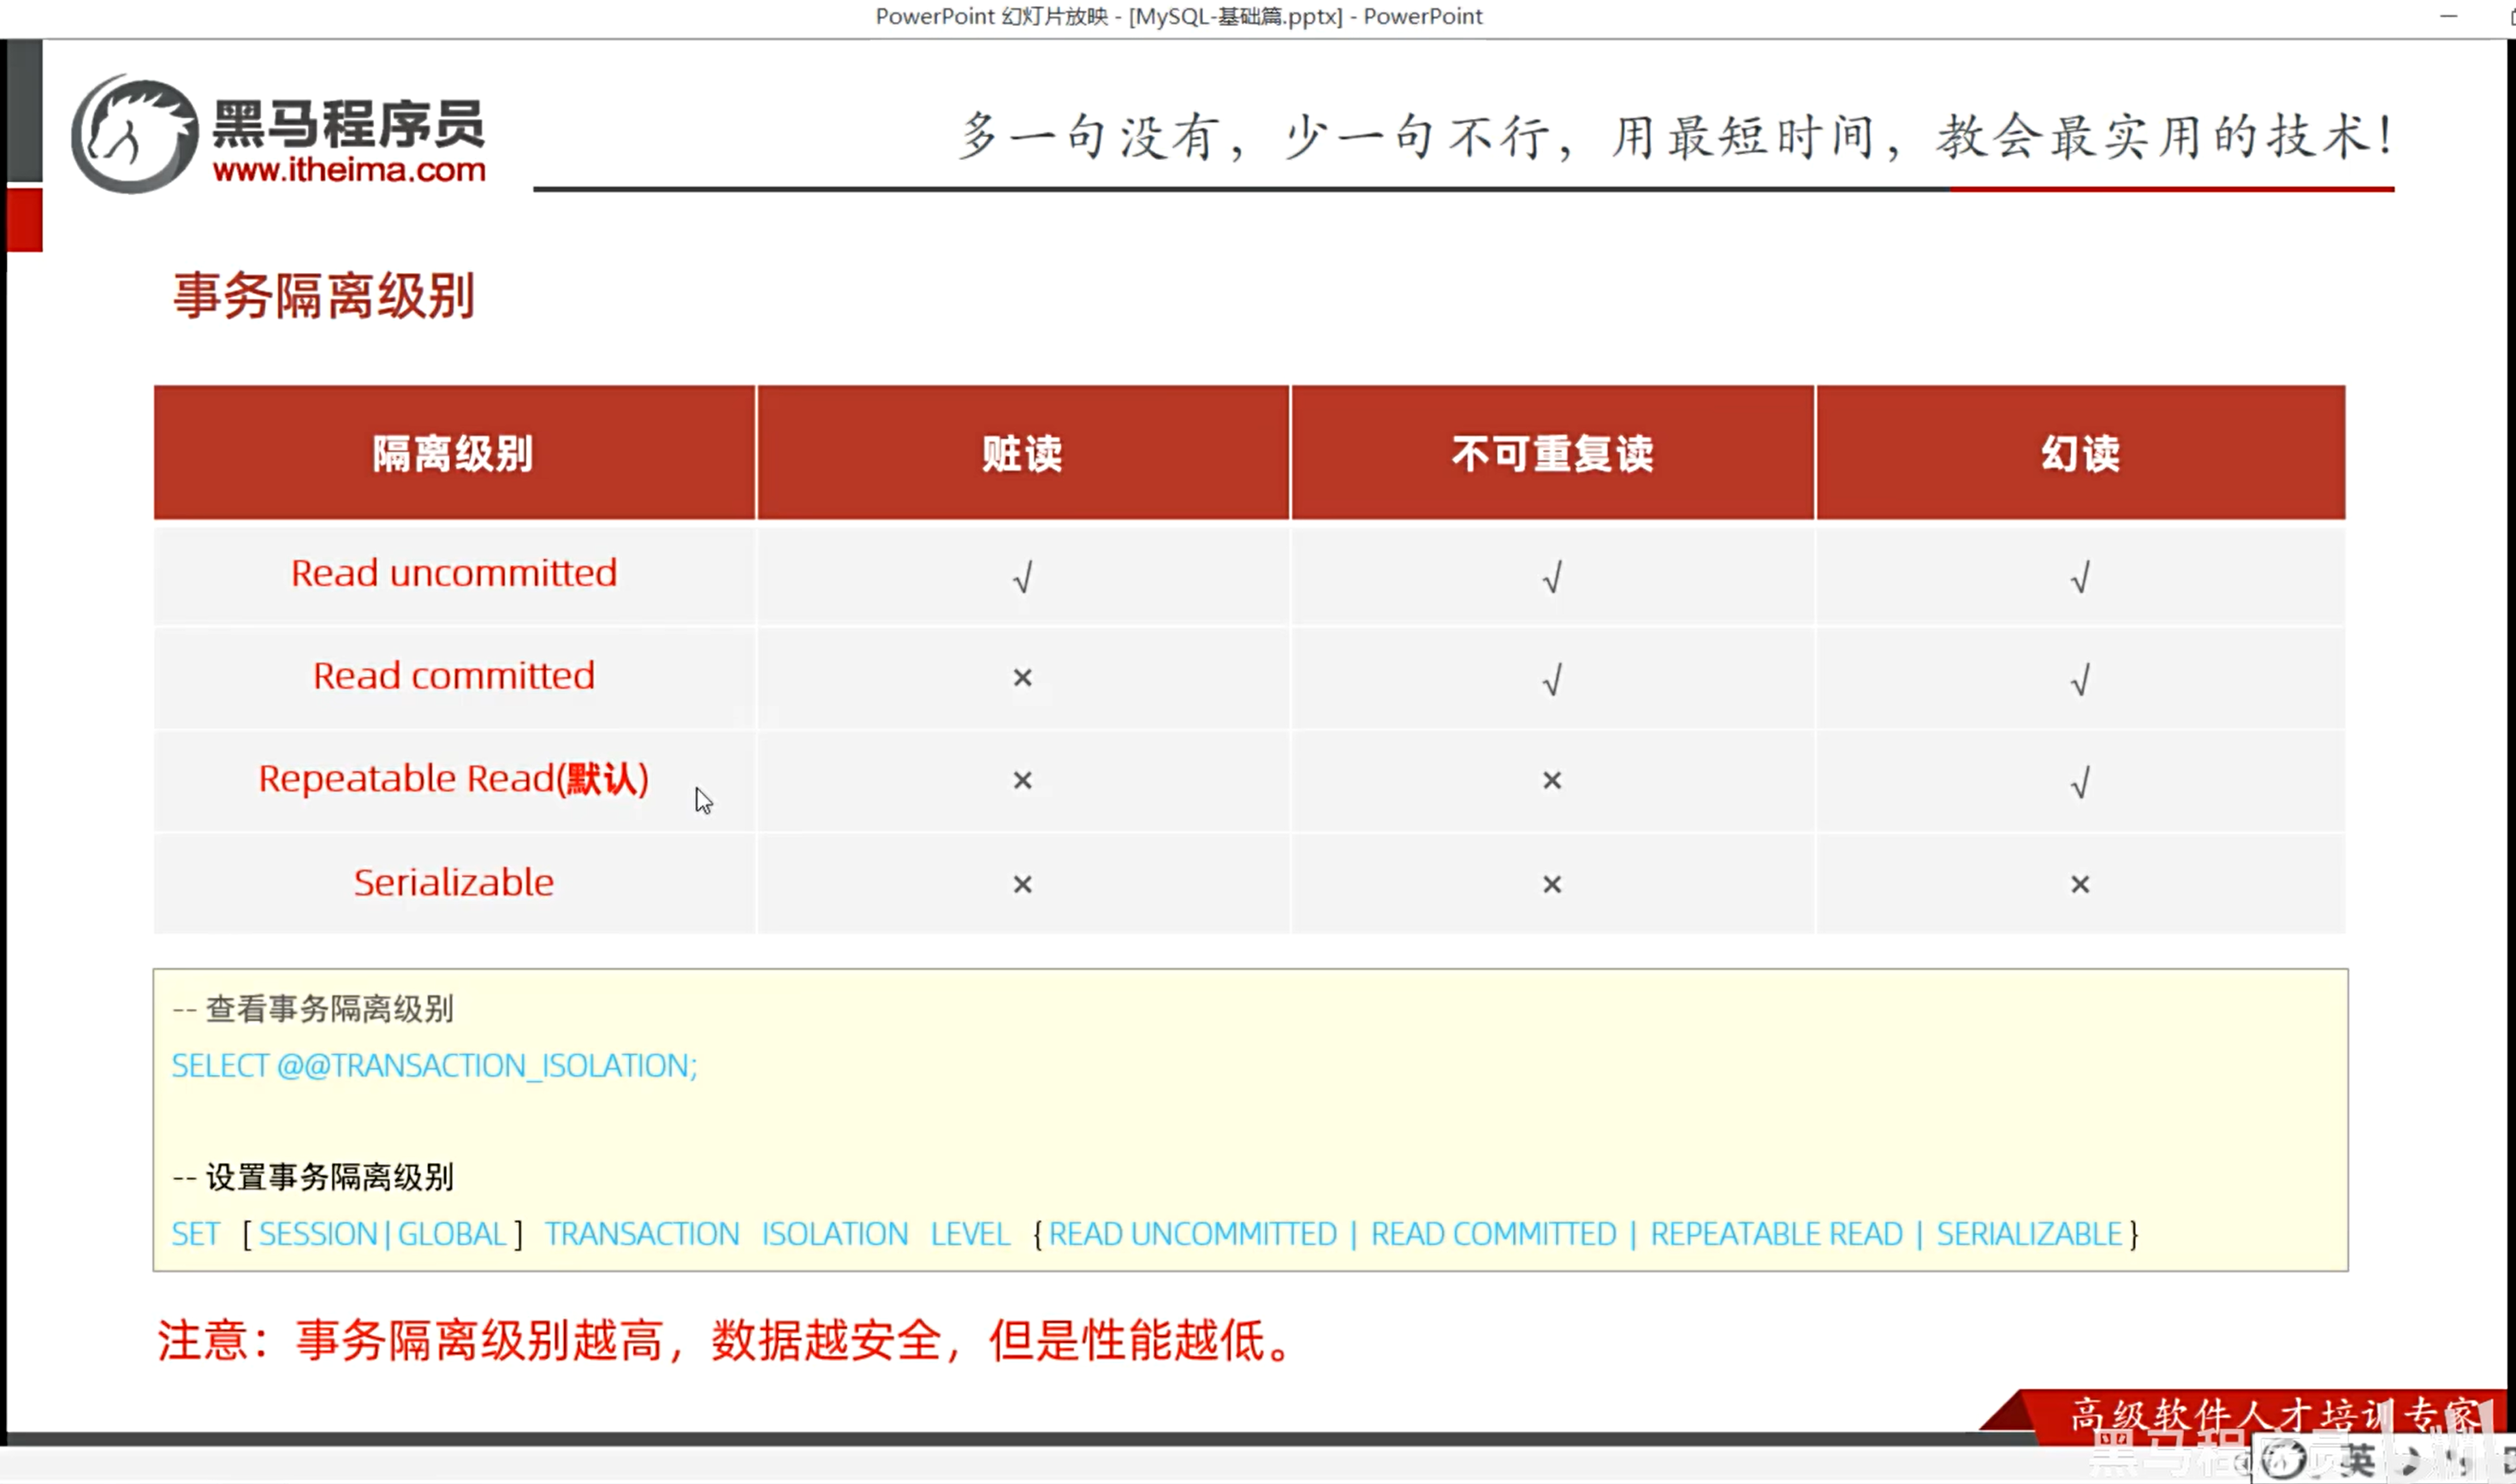 PowerPoint 幻灯片放映 - [MySQL-基础篇.pptx] - PowerPoint
黑马程序员
www.itheima.com
多一句没有，少一句不行，用最短时间，教会最实用的技术！
事务隔离级别
隔离级别 赃读 不可重复读 幻读
Read uncommitted √ √ √
Read committed × √ √
Repeatable Read(默认) × × √
Serializable × × ×
-- 查看事务隔离级别
SELECT @@TRANSACTION_ISOLATION;
-- 设置事务隔离级别
SET [ SESSION | GLOBAL ] TRANSACTION ISOLATION LEVEL { READ UNCOMMITTED | READ COMMITTED | REPEATABLE READ | SERIALIZABLE }
注意：事务隔离级别越高，数据越安全，但是性能越低。
高级软件人才培训专家
黑马程序员
英